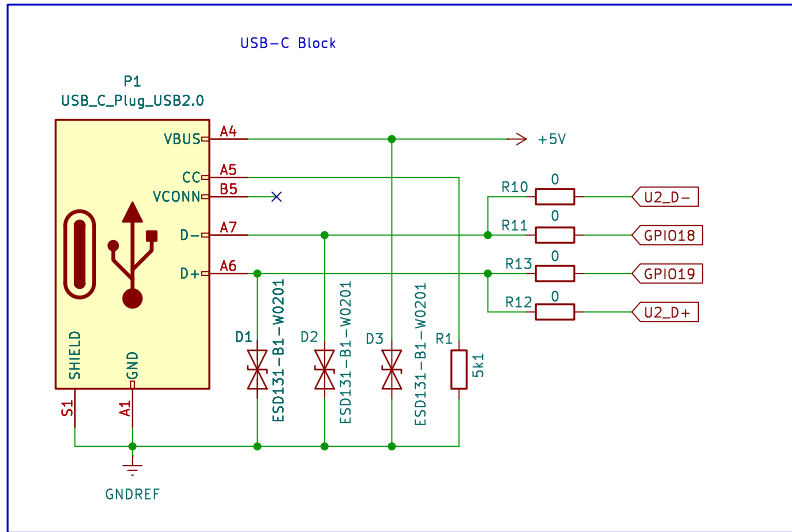 USB-C Block
P1
USB_C_Plug_USB2.0
VBUS
A4
+5V
CC
A5
VCONN
B5
D-
A7
D+
A6
SHIELD
GND
S1
A1
GNDREF
R10
0
U2_D-
R11
0
GPIO18
R13
0
GPIO19
R12
0
U2_D+
D1
ESD131-B1-W0201
D2
ESD131-B1-W0201
D3
ESD131-B1-W0201
R1
5k1